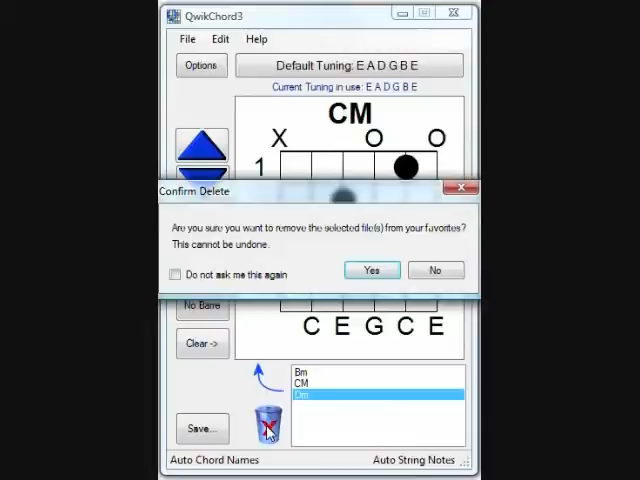 QwikChord3
File Edit Help
Options
Default Tuning: E A D G B E
Current Tuning in use: E A D G B E
CM
X O O
1
Confirm Delete
Are you sure you want to remove the selected file(s) from your favorites?
This cannot be undone.
Do not ask me this again
Yes No
No Barre
C E G C E
Clear ->
Bm
CM
Dm
Save...
Auto Chord Names Auto String Notes